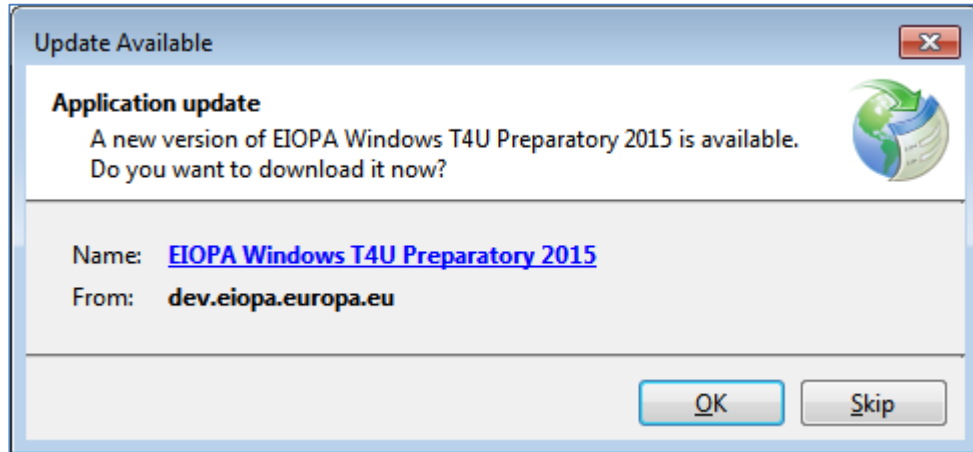 Update Available
Application update
A new version of EIOPA Windows T4U Preparatory 2015 is available.
Do you want to download it now?
Name: EIOPA Windows T4U Preparatory 2015
From: dev.eiopa.europa.eu
OK Skip